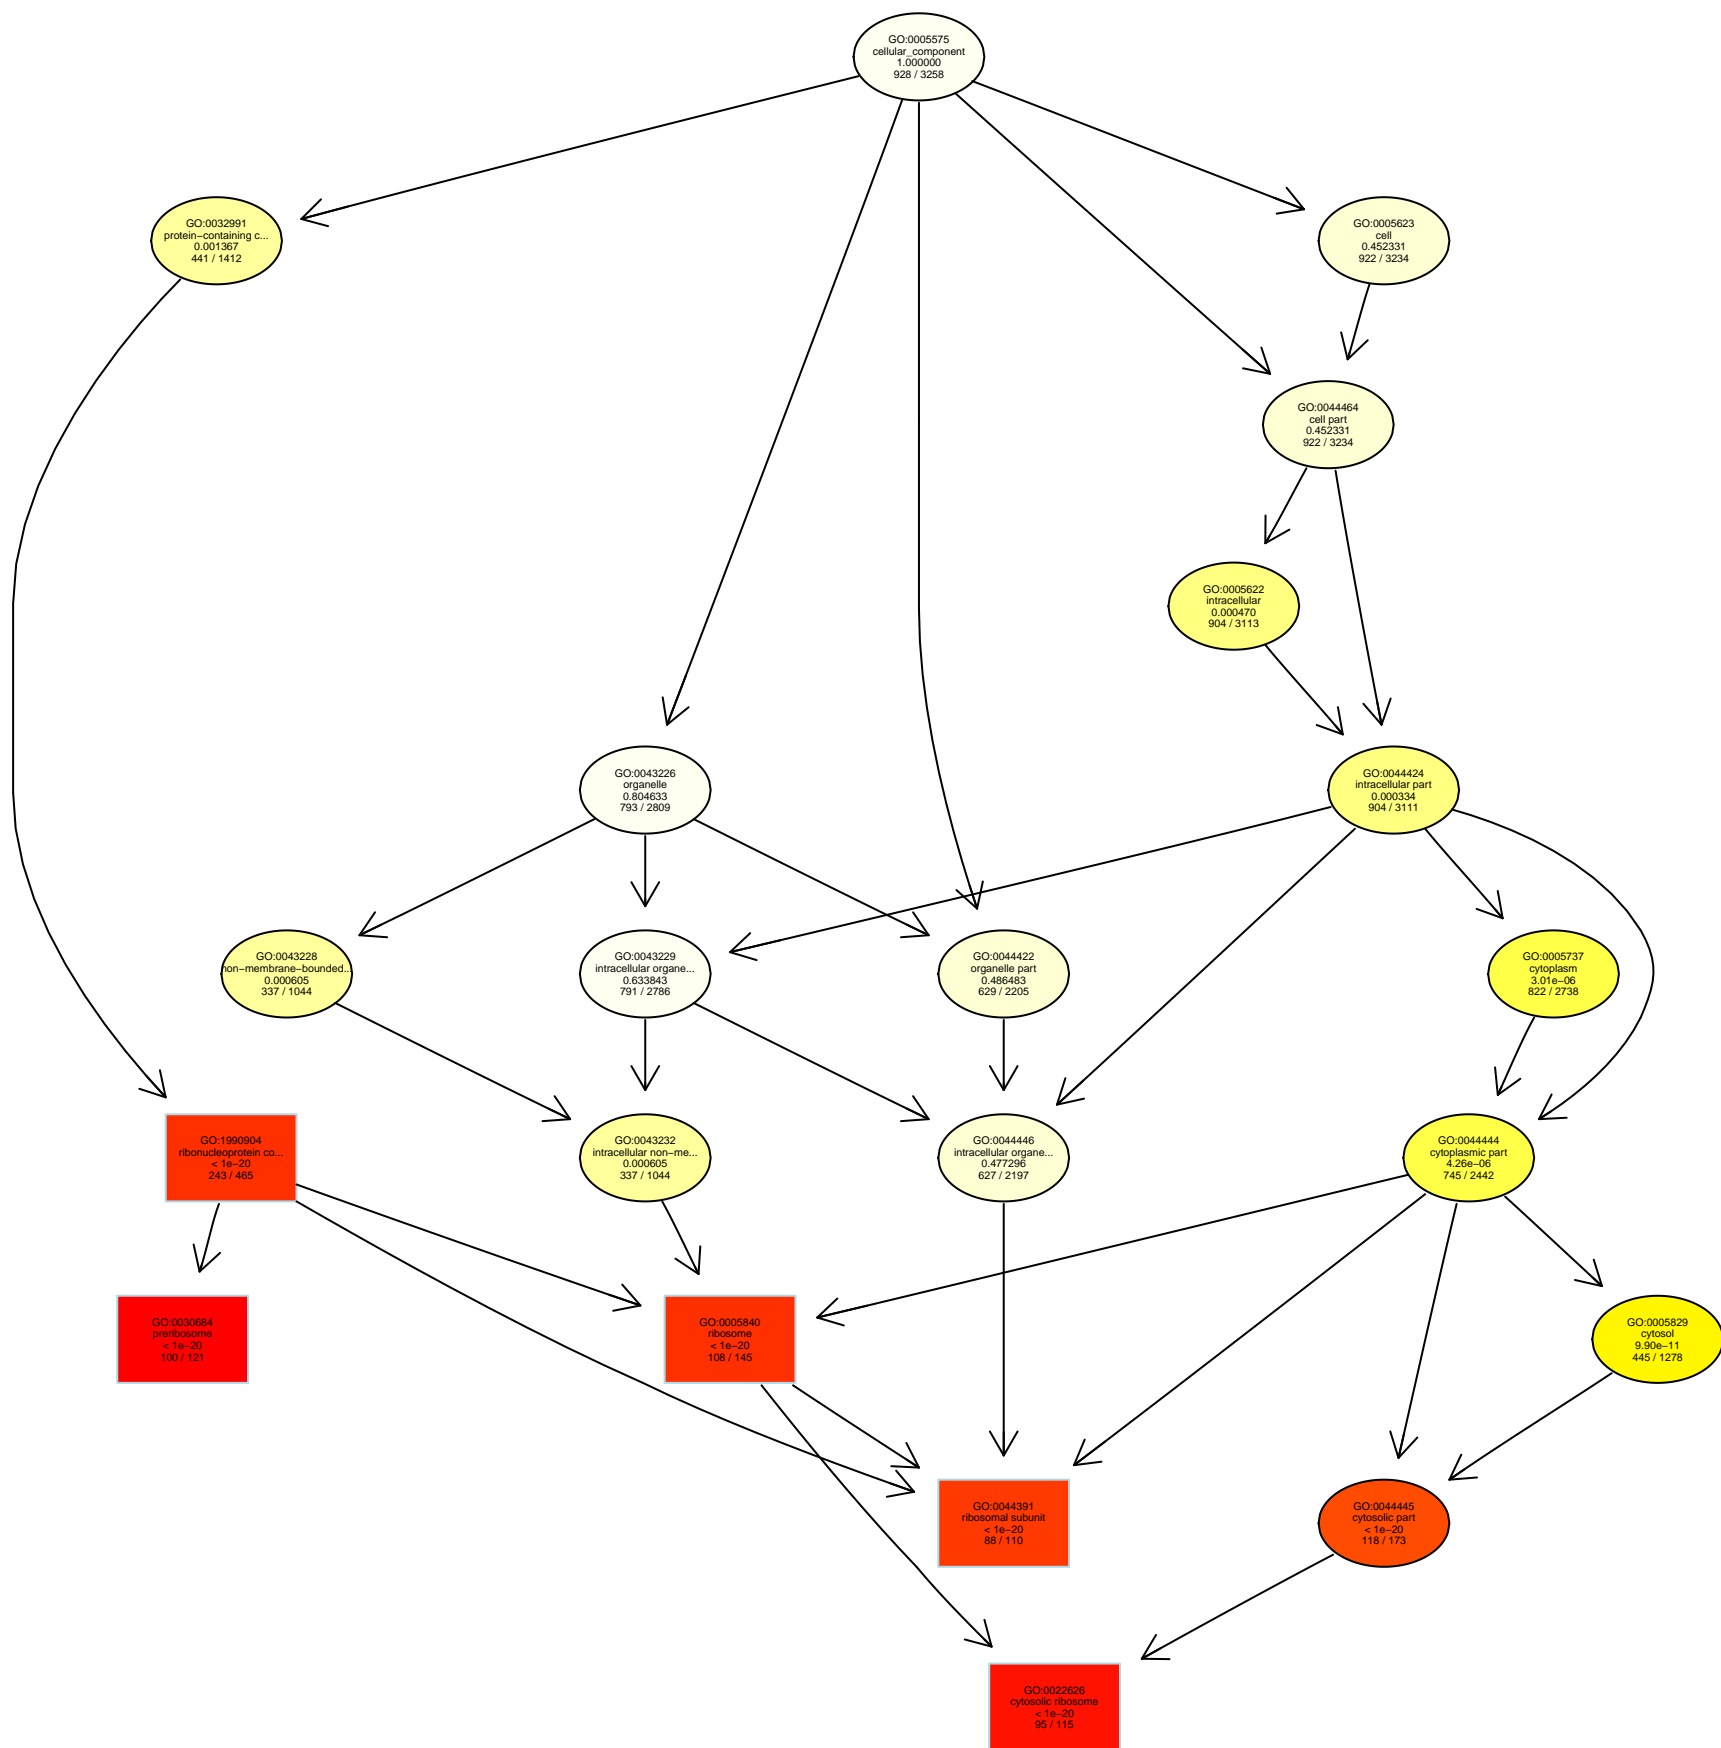 GO:0005575
cellular_component
1.000000
928 / 3258
GO:0032991
protein−containing c...
0.001367
441 / 1412
GO:0005623
cell
0.452331
922 / 3234
GO:0044464
cell part
0.452331
922 / 3234
GO:0005622
intracellular
0.000470
904 / 3113
GO:0043226
organelle
0.804633
793 / 2809
GO:0044424
intracellular part
0.000334
904 / 3111
GO:0043228
non−membrane−bounded...
0.000605
337 / 1044
GO:0043229
intracellular organe...
0.633843
791 / 2786
GO:0044422
organelle part
0.486483
629 / 2205
GO:0005737
cytoplasm
3.01e−06
822 / 2738
GO:1990904
ribonucleoprotein co...
< 1e−20
243 / 465
GO:0043232
intracellular non−me...
0.000605
337 / 1044
GO:0044446
intracellular organe...
0.477296
627 / 2197
GO:0044444
cytoplasmic part
4.26e−06
745 / 2442
GO:0030684
preribosome
< 1e−20
100 / 121
GO:0005840
ribosome
< 1e−20
108 / 145
GO:0005829
cytosol
9.90e−11
445 / 1278
GO:0044391
ribosomal subunit
< 1e−20
88 / 110
GO:0044445
cytosolic part
< 1e−20
118 / 173
GO:0022626
cytosolic ribosome
< 1e−20
95 / 115